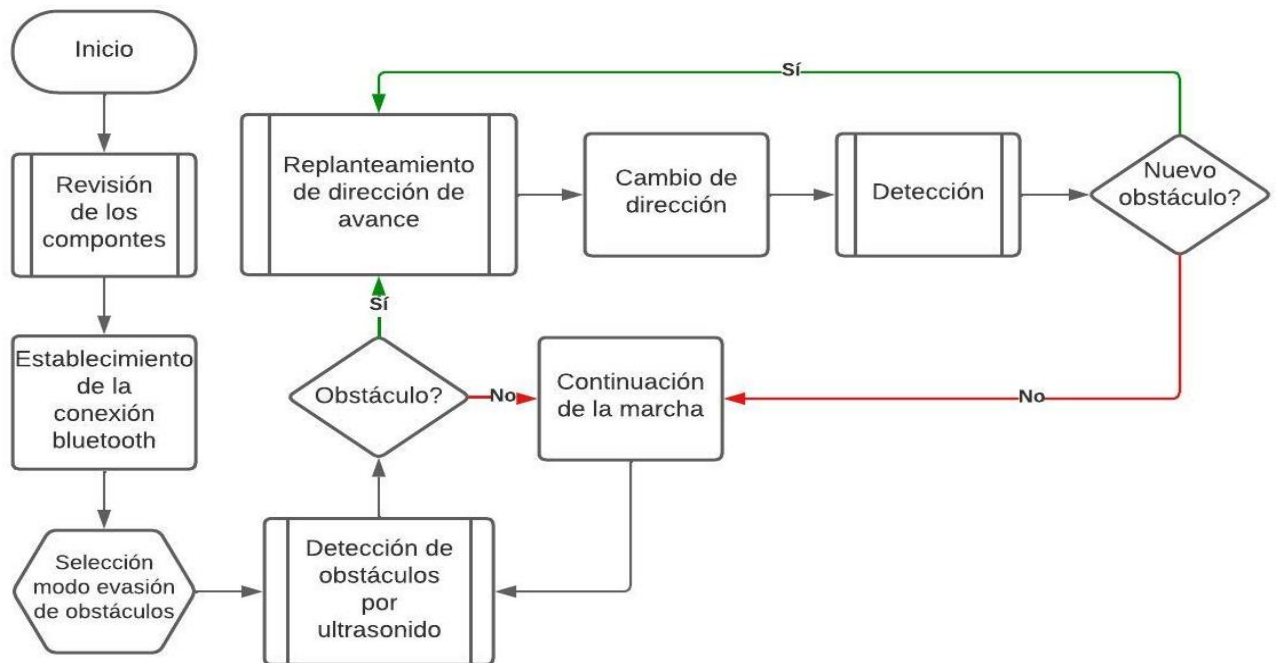 Inicio
Revisión
de los
compontes
Establecimiento
de la
conexión
bluetooth
Selección
modo evasión
de obstáculos
Detección de
obstáculos
por
ultrasonido
Obstáculo?
Sí
No
Replanteamiento
de dirección de
avance
Cambio de
dirección
Detección
Nuevo
obstáculo?
Sí
No
Continuación
de la marcha